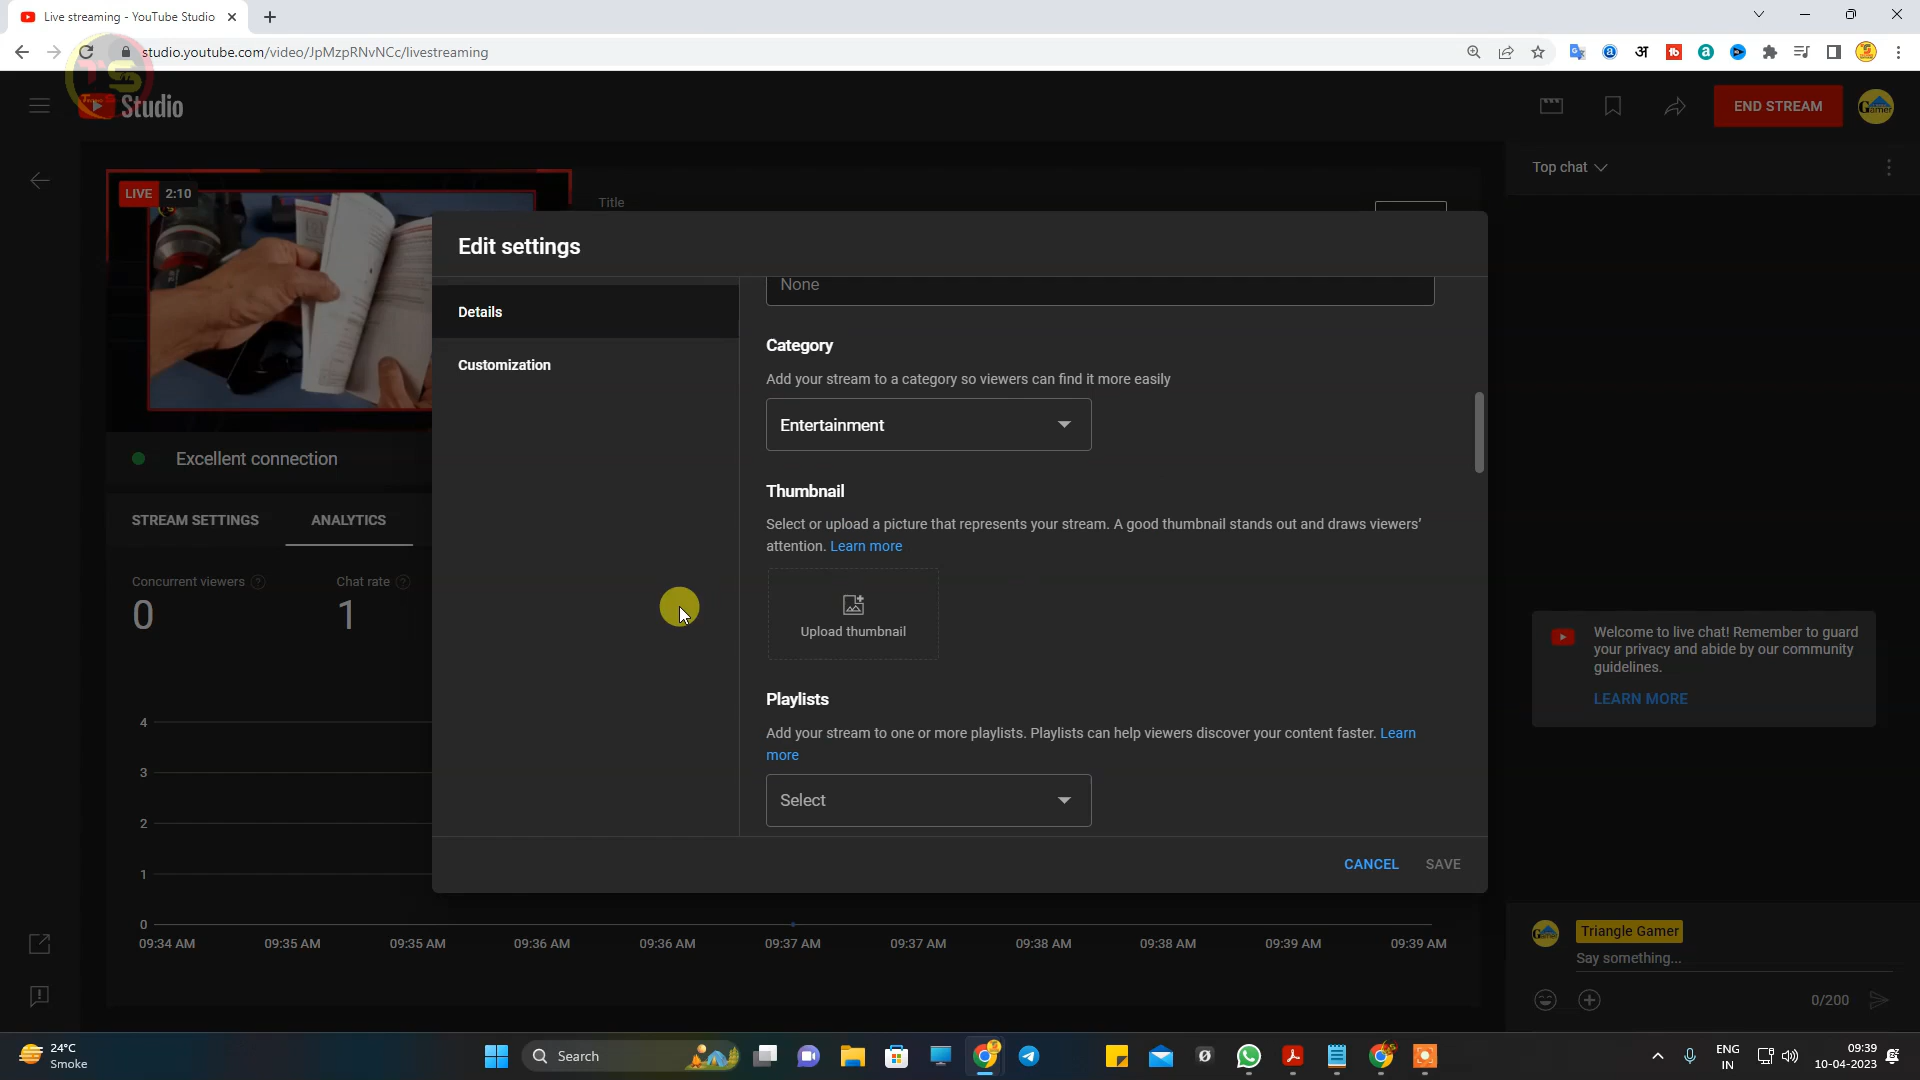 Live streaming - YouTube Studio
studio.youtube.com/video/JpMzpRNvNCc/livestreaming
TS
Studio
END STREAM
LIVE 2:10
Title
Top chat
Edit settings
Details
Customization
None
Category
Add your stream to a category so viewers can find it more easily
Entertainment
Thumbnail
Select or upload a picture that represents your stream. A good thumbnail stands out and draws viewers'
attention. Learn more
Upload thumbnail
Playlists
Add your stream to one or more playlists. Playlists can help viewers discover your content faster. Learn
more
Select
CANCEL SAVE
Excellent connection
STREAM SETTINGS ANALYTICS
Concurrent viewers ? Chat rate ?
0 1
4
3
2
1
0
09:34 AM 09:35 AM 09:35 AM 09:36 AM 09:36 AM 09:37 AM 09:37 AM 09:38 AM 09:38 AM 09:39 AM 09:39 AM
Welcome to live chat! Remember to guard
your privacy and abide by our community
guidelines.
LEARN MORE
Triangle Gamer
Say something...
0/200
24°C
Smoke
Search
ENG
IN
09:39
10-04-2023